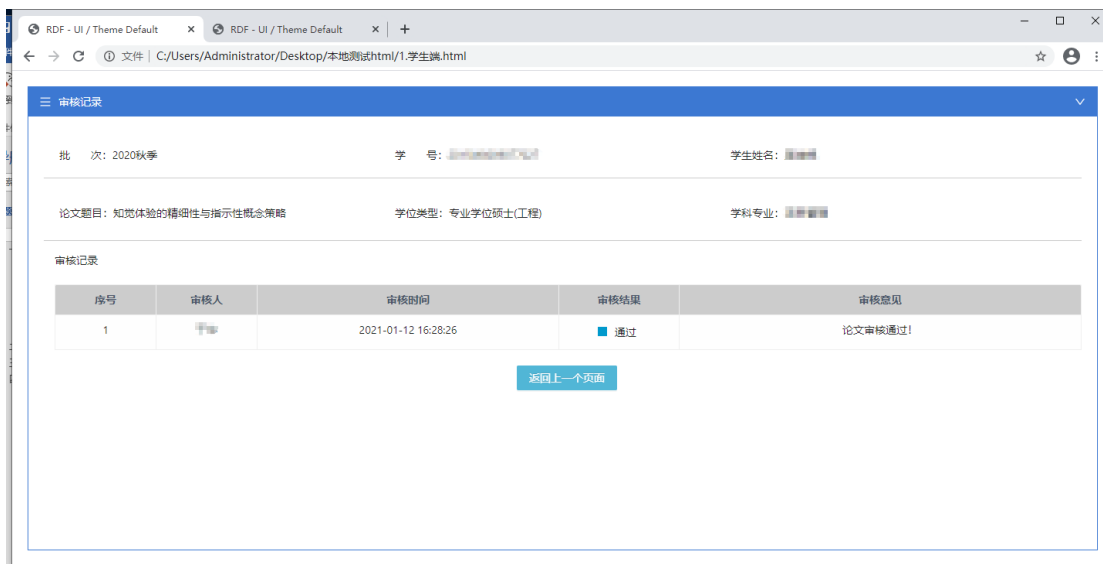 RDF - UI / Theme Default
RDF - UI / Theme Default
文件 | C:/Users/Administrator/Desktop/本地测试html/1.学生端.html
审核记录
批 次：2020秋季 学 号： 学生姓名：
论文题目：知觉体验的精细性与指示性概念策略 学位类型：专业学位硕士(工程) 学科专业：
审核记录
序号 审核人 审核时间 审核结果 审核意见
1 2021-01-12 16:28:26 通过 论文审核通过！
返回上一个页面